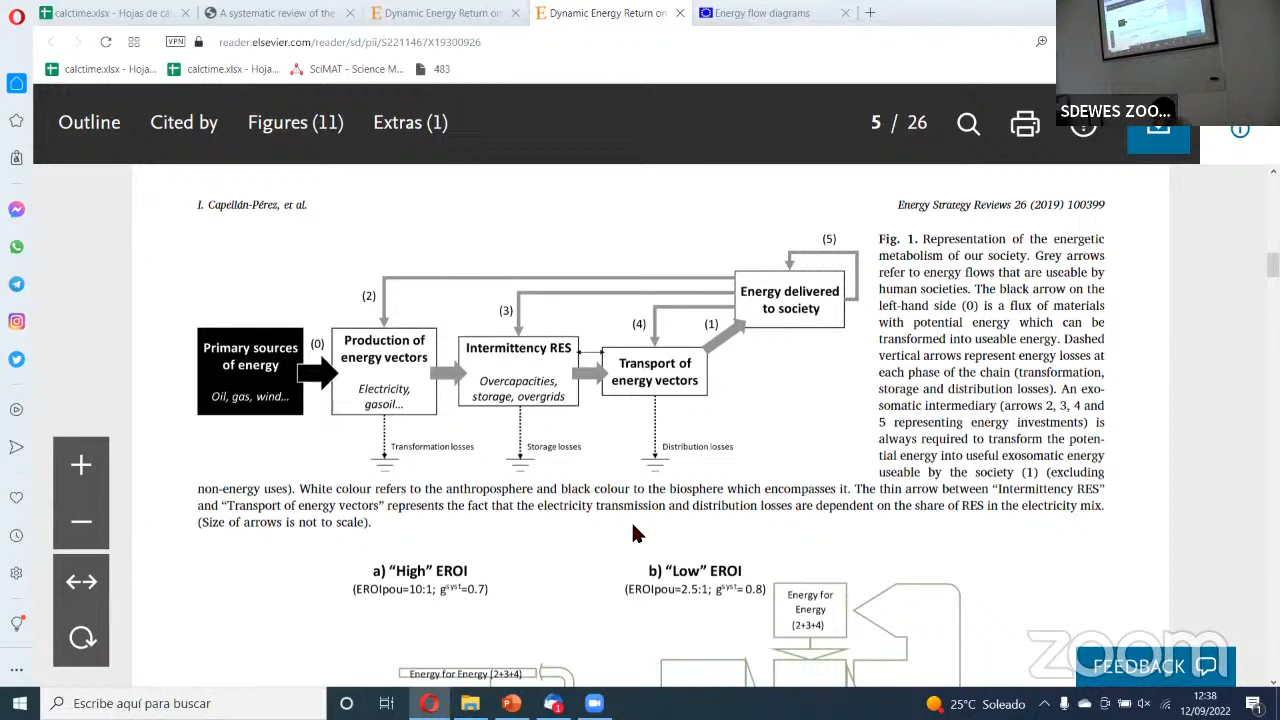 Gráficos y tablas con
A systematic review of the
Dynamic Energy Return on
Dynamic Energy Return on
Energy flow diagrams
VPN
reader.elsevier.com/reader/sd/pii/S2211467X19300926
calctime.xlsx - Hoja...
calctime.xlsx - Hoja...
SciMAT - Science M...
483
SDEWES ZOO...
Outline
Cited by
Figures (11)
Extras (1)
5 / 26
I. Capellán-Pérez, et al.
Energy Strategy Reviews 26 (2019) 100399
(5)
Energy delivered
to society
(2)
(3)
(4)
(1)
(0)
Primary sources
of energy
Oil, gas, wind...
Production of
energy vectors
Electricity,
gasoil...
Intermittency RES
Overcapacities,
storage, overgrids
Transport of
energy vectors
Transformation losses
Storage losses
Distribution losses
Fig. 1. Representation of the energetic
metabolism of our society. Grey arrows
refer to energy flows that are useable by
human societies. The black arrow on the
left-hand side (0) is a flux of materials
with potential energy which can be
transformed into useable energy. Dashed
vertical arrows represent energy losses at
each phase of the chain (transformation,
storage and distribution losses). An exo-
somatic intermediary (arrows 2, 3, 4 and
5 representing energy investments) is
always required to transform the poten-
tial energy into useful exosomatic energy
useable by the society (1) (excluding
non-energy uses). White colour refers to the anthroposphere and black colour to the biosphere which encompasses it. The thin arrow between “Intermittency RES”
and “Transport of energy vectors” represents the fact that the electricity transmission and distribution losses are dependent on the share of RES in the electricity mix.
(Size of arrows is not to scale).
a) “High” EROI
(EROIpou=10:1; gsyst=0.7)
b) “Low” EROI
(EROIpou=2.5:1; gsyst= 0.8)
Energy for
Energy
(2+3+4)
Energy for Energy (2+3+4)
zoom
FEEDBACK
Escribe aquí para buscar
25°C Soleado
12:38
12/09/2022